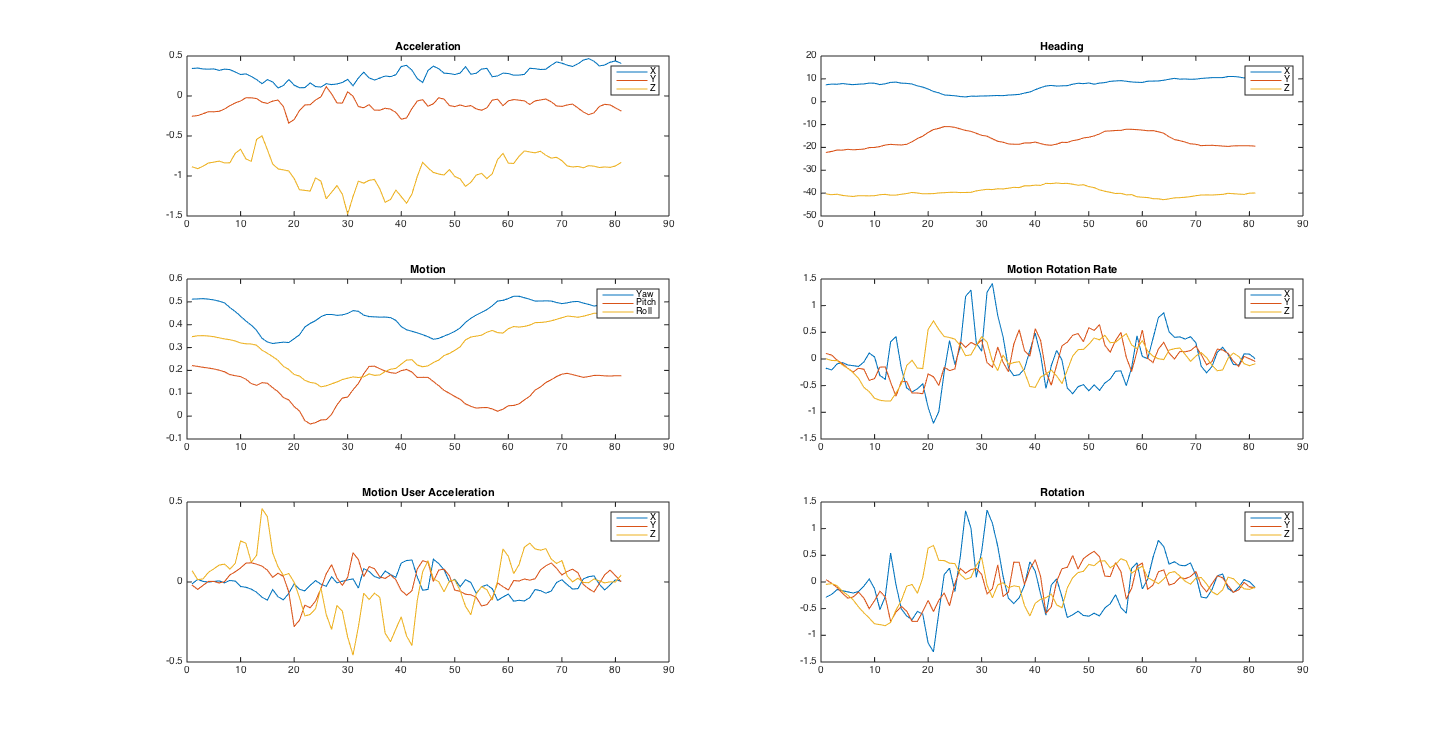 Acceleration
0.5
0
-0.5
-1
-1.5
0 10 20 30 40 50 60 70 80 90
X
Y
Z
Heading
20
10
0
-10
-20
-30
-40
-50
0 10 20 30 40 50 60 70 80 90
X
Y
Z
Motion
0.6
0.5
0.4
0.3
0.2
0.1
0
-0.1
0 10 20 30 40 50 60 70 80 90
Yaw
Pitch
Roll
Motion Rotation Rate
1.5
1
0.5
0
-0.5
-1
-1.5
0 10 20 30 40 50 60 70 80 90
X
Y
Z
Motion User Acceleration
0.5
0
-0.5
0 10 20 30 40 50 60 70 80 90
X
Y
Z
Rotation
1.5
1
0.5
0
-0.5
-1
-1.5
0 10 20 30 40 50 60 70 80 90
X
Y
Z